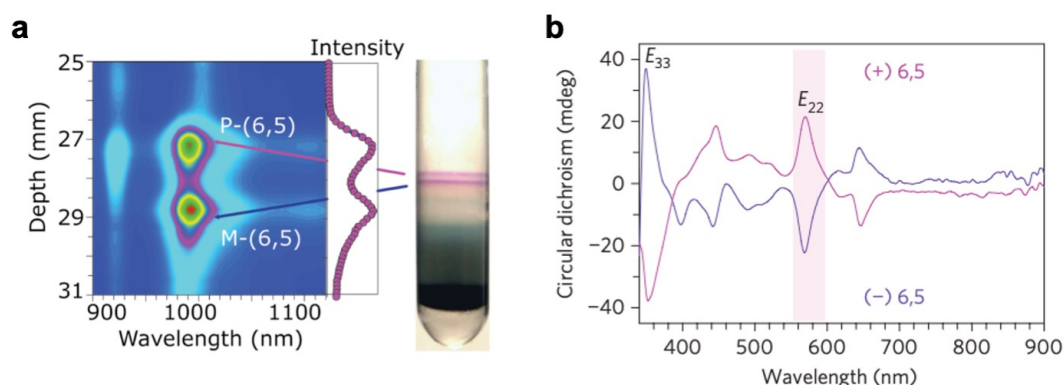 a
Intensity
25
27
29
31
Depth (mm)
P-(6,5)
M-(6,5)
900
1000
1100
Wavelength (nm)
b
Circular dichroism (mdeg)
40
20
0
-20
-40
E33
E22
(+) 6,5
(−) 6,5
400
500
600
700
800
900
Wavelength (nm)